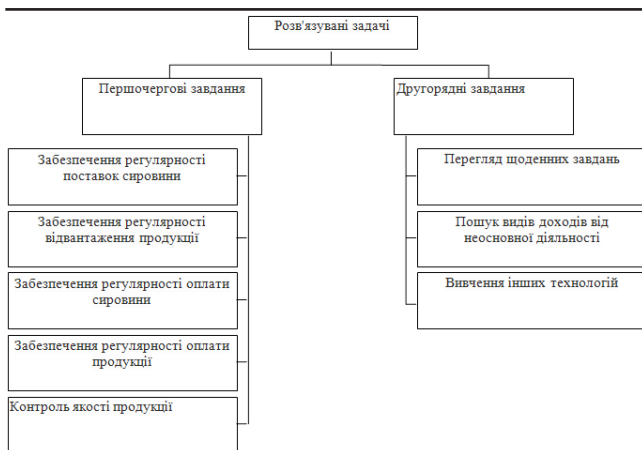 Розв'язувані задачі
Першочергові завдання
Другорядні завдання
Забезпечення регулярності
поставок сировини
Забезпечення регулярності
відвантаження продукції
Забезпечення регулярності оплати
сировини
Забезпечення регулярності оплати
продукції
Контроль якості продукції
Перегляд щоденних завдань
Пошук видів доходів від
неосновної діяльності
Вивчення інших технологій